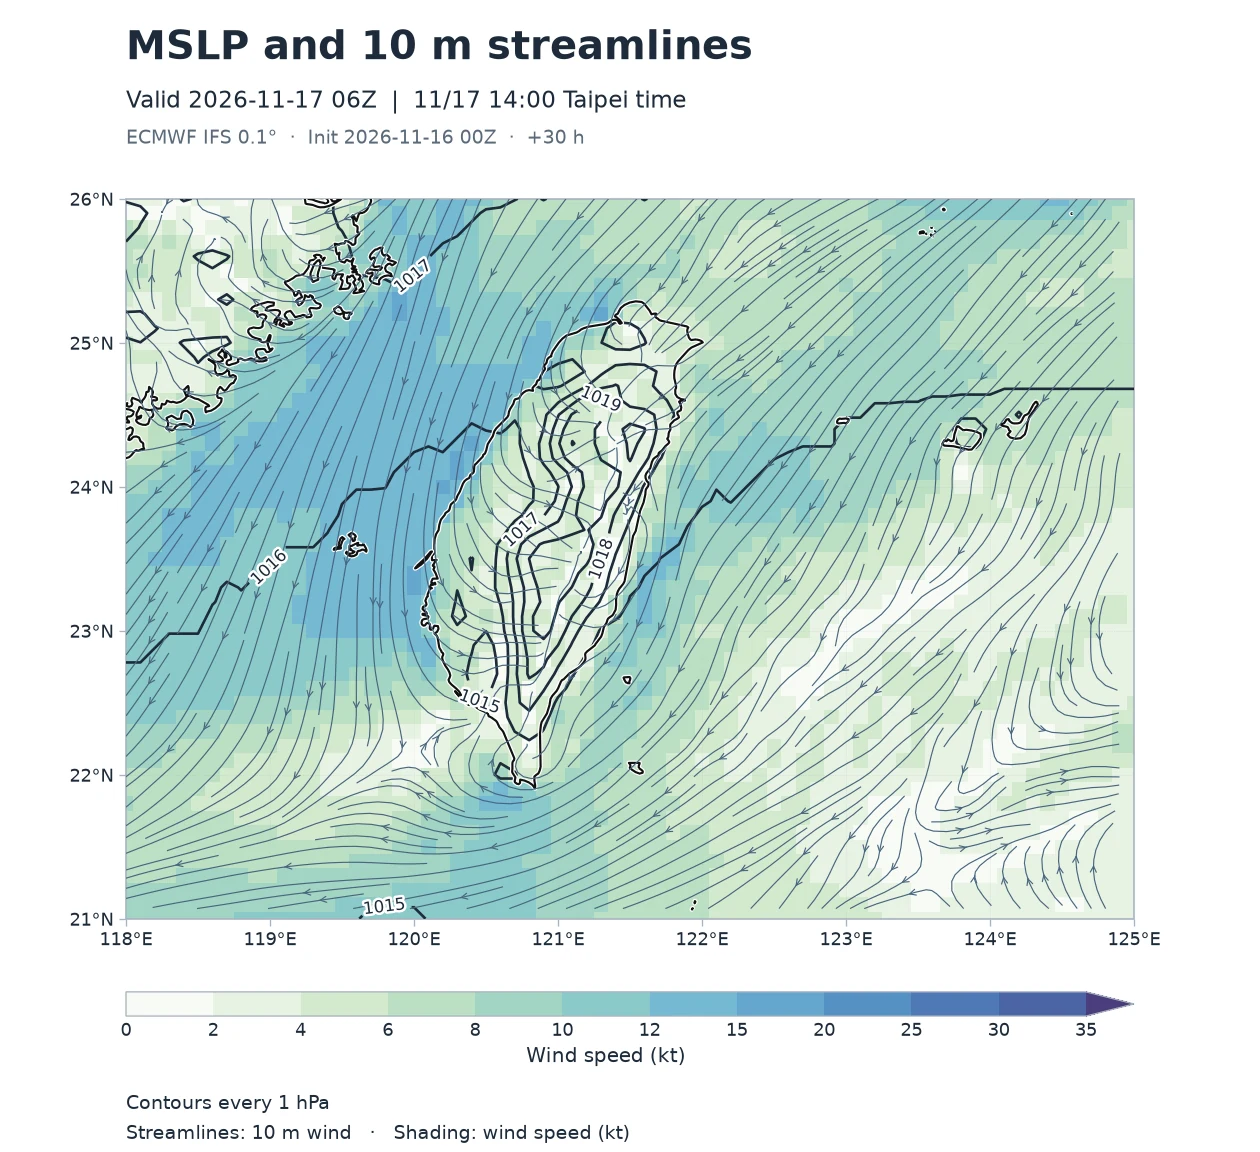 MSLP and 10 m streamlines
Valid 2026-11-17 06Z | 11/17 14:00 Taipei time
ECMWF IFS 0.1° · Init 2026-11-16 00Z · +30 h
26°N
25°N
24°N
23°N
22°N
21°N
1017
1019
1017
1018
1016
1015
1015
118°E 119°E 120°E 121°E 122°E 123°E 124°E 125°E
0 2 4 6 8 10 12 15 20 25 30 35
Wind speed (kt)
Contours every 1 hPa
Streamlines: 10 m wind · Shading: wind speed (kt)